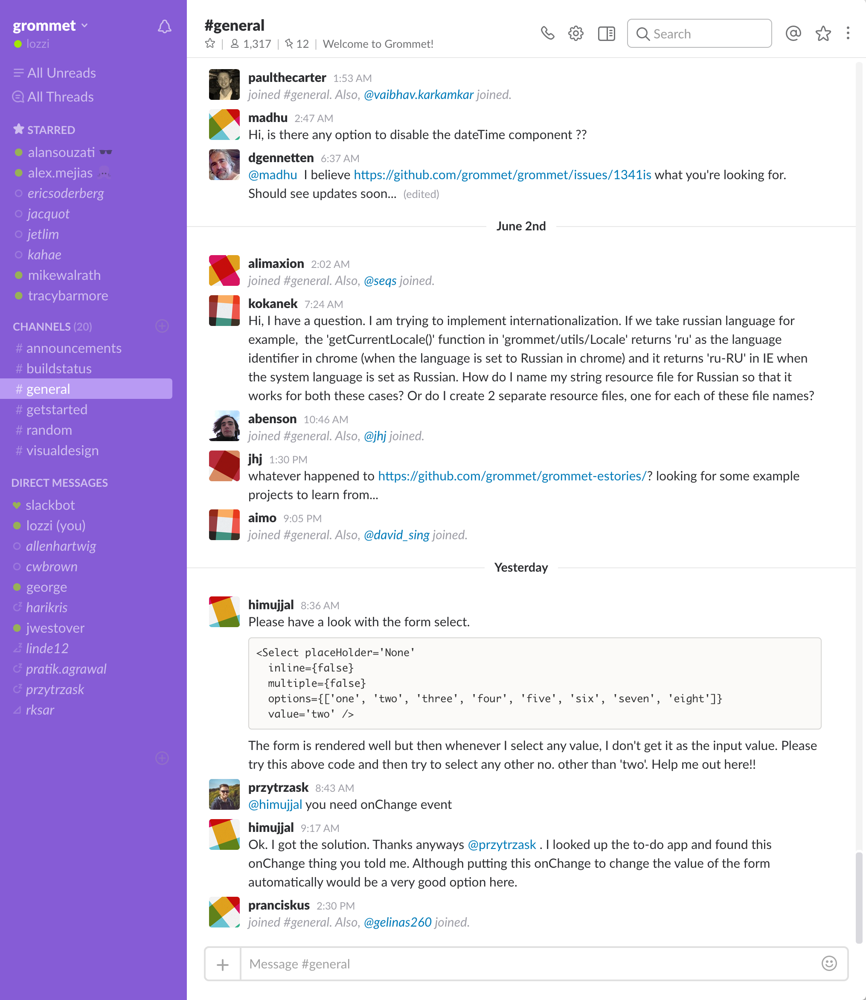 grommet
lozzi
All Unreads
All Threads
STARRED
alansouzati
alex.mejias
ericsoderberg
jacquot
jetlim
kahae
mikewalrath
tracybarmore
CHANNELS (20)
# announcements
# buildstatus
# general
# getstarted
# random
# visualdesign
DIRECT MESSAGES
slackbot
lozzi (you)
allenhartwig
cwbrown
george
harikris
jwestover
linde12
pratik.agrawal
przytrzask
rksar
#general
1,317 | 12 | Welcome to Grommet!
Search
paulthecarter 1:53 AM
joined #general. Also, @vaibhav.karkamkar joined.
madhu 2:47 AM
Hi, is there any option to disable the dateTime component ??
dgennetten 6:37 AM
@madhu I believe https://github.com/grommet/grommet/issues/1341is what you're looking for.
Should see updates soon... (edited)
June 2nd
alimaxion 2:02 AM
joined #general. Also, @seqs joined.
kokanek 7:24 AM
Hi, I have a question. I am trying to implement internationalization. If we take russian language for
example, the 'getCurrentLocale()' function in 'grommet/utils/Locale' returns 'ru' as the language
identifier in chrome (when the language is set to Russian in chrome) and it returns 'ru-RU' in IE when
the system language is set as Russian. How do I name my string resource file for Russian so that it
works for both these cases? Or do I create 2 separate resource files, one for each of these file names?
abenson 10:46 AM
joined #general. Also, @jhj joined.
jhj 1:30 PM
whatever happened to https://github.com/grommet/grommet-estories/? looking for some example
projects to learn from...
aimo 9:05 PM
joined #general. Also, @david_sing joined.
Yesterday
himujjal 8:36 AM
Please have a look with the form select.
<Select placeHolder='None'
inline={false}
multiple={false}
options={['one', 'two', 'three', 'four', 'five', 'six', 'seven', 'eight']}
value='two' />
The form is rendered well but then whenever I select any value, I don't get it as the input value. Please
try this above code and then try to select any other no. other than 'two'. Help me out here!!
przytrzask 8:43 AM
@himujjal you need onChange event
himujjal 9:17 AM
Ok. I got the solution. Thanks anyways @przytrzask . I looked up the to-do app and found this
onChange thing you told me. Although putting this onChange to change the value of the form
automatically would be a very good option here.
pranciskus 2:30 PM
joined #general. Also, @gelinas260 joined.
Message #general